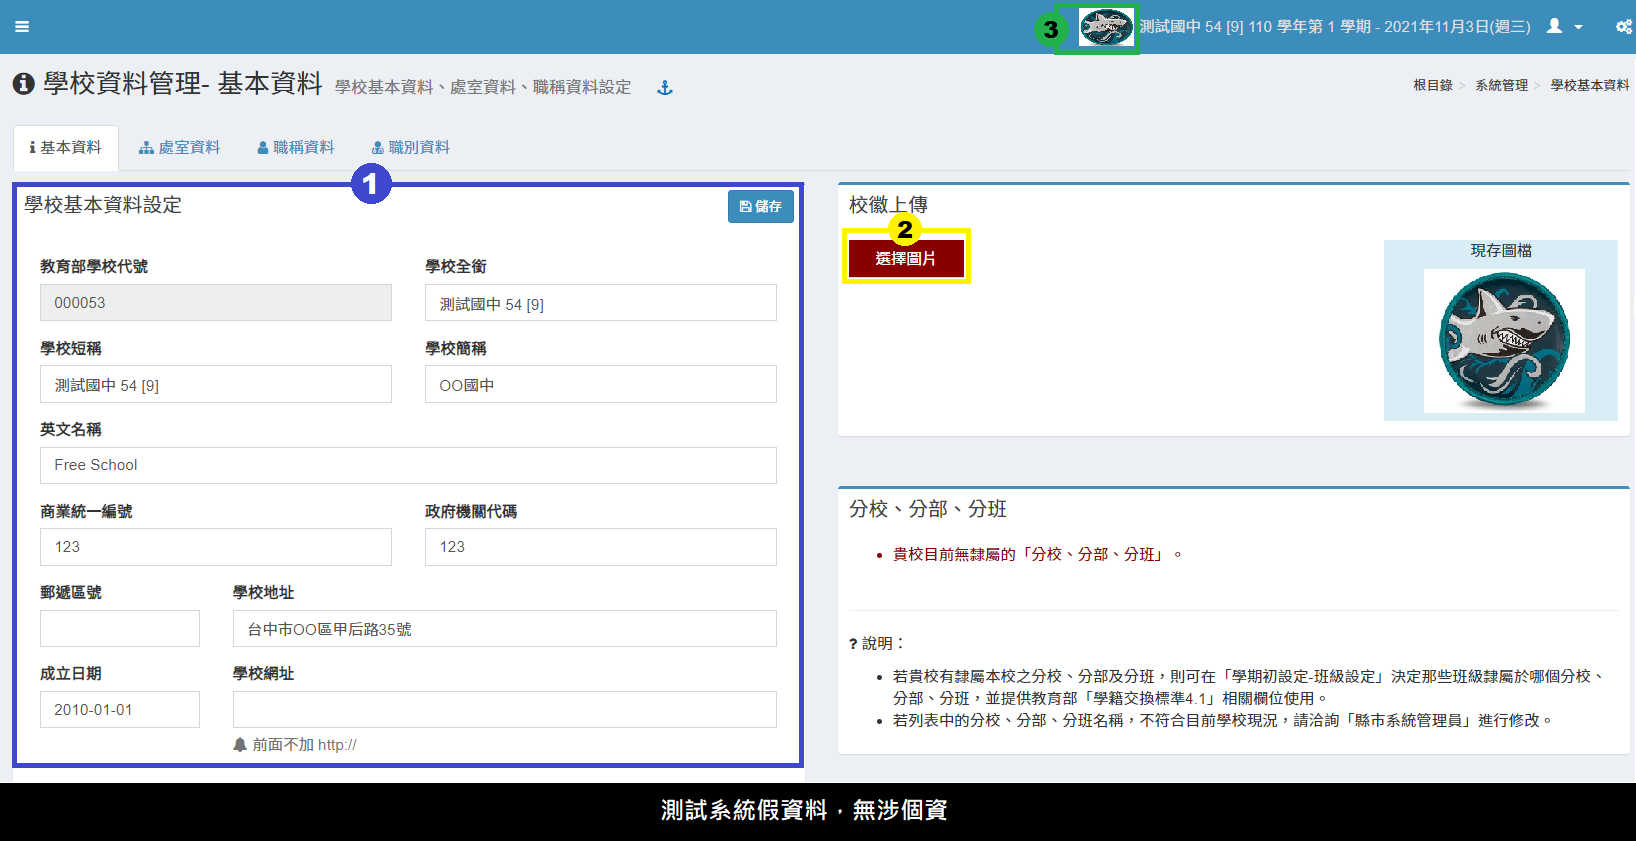 3
測試國中 54 [9] 110 學年第 1 學期 - 2021年11月3日(週三)
學校資料管理- 基本資料 學校基本資料、處室資料、職稱資料設定
根目錄 > 系統管理 > 學校基本資料
基本資料 處室資料 職稱資料 職別資料
1
學校基本資料設定
儲存
教育部學校代號 學校全銜
000053 測試國中 54 [9]
學校短稱 學校簡稱
測試國中 54 [9] OO國中
英文名稱
Free School
商業統一編號 政府機關代碼
123 123
郵遞區號 學校地址
台中市OO區甲后路35號
成立日期 學校網址
2010-01-01
前面不加 http://
校徽上傳
2
選擇圖片
現存圖檔
分校、分部、分班
貴校目前無隸屬的「分校、分部、分班」。
? 說明：
若貴校有隸屬本校之分校、分部及分班，則可在「學期初設定-班級設定」決定那些班級隸屬於哪個分校、
分部、分班，並提供教育部「學籍交換標準4.1」相關欄位使用。
若列表中的分校、分部、分班名稱，不符合目前學校現況，請洽詢「縣市系統管理員」進行修改。
測試系統假資料，無涉個資